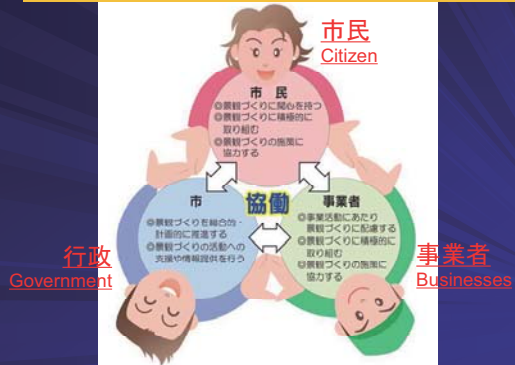 市民
Citizen
市 民
◎景観づくりに関心を持つ
◎景観づくりに積極的に
取り組む
◎景観づくりの施策に
協力する
市
◎景観づくりを総合的・
計画的に推進する
◎景観づくりの活動への
支援や情報提供を行う
協働
事業者
◎事業活動にあたり
景観づくりに配慮する
◎景観づくりに積極的に
取り組む
◎景観づくりの施策に
協力する
行政
Government
事業者
Businesses